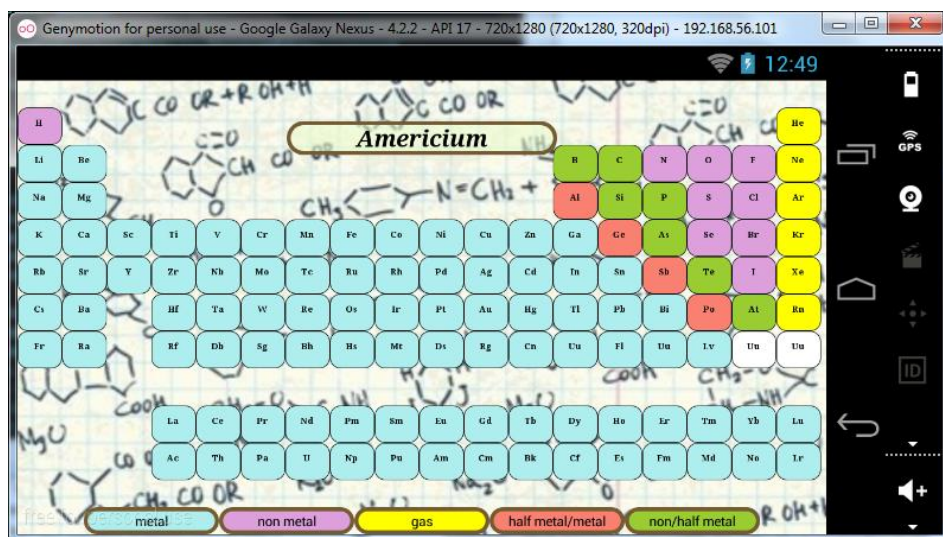 Genymotion for personal use - Google Galaxy Nexus - 4.2.2 - API 17 - 720x1280 (720x1280, 320dpi) - 192.168.56.101
12:49
CO OR + R OH + H
CO OR
Americium
GPS
H He
Li Be B C N O F Ne
Na Mg Al Si P S Cl Ar
K Ca Sc Ti V Cr Mn Fe Co Ni Cu Zn Ga Ge As Se Br Kr
Rb Sr Y Zr Nb Mo Tc Ru Rh Pd Ag Cd In Sn Sb Te I Xe
Cs Ba Hf Ta W Re Os Ir Pt Au Hg Tl Pb Bi Po At Rn
Fr Ra Rf Db Sg Bh Hs Mt Ds Rg Cn Uu Fl Uu Lv Uu Uu
ID
La Ce Pr Nd Pm Sm Eu Gd Tb Dy Ho Er Tm Yb Lu
Ac Th Pa U Np Pu Am Cm Bk Cf Es Fm Md No Lr
metal non metal gas half metal/metal non/half metal